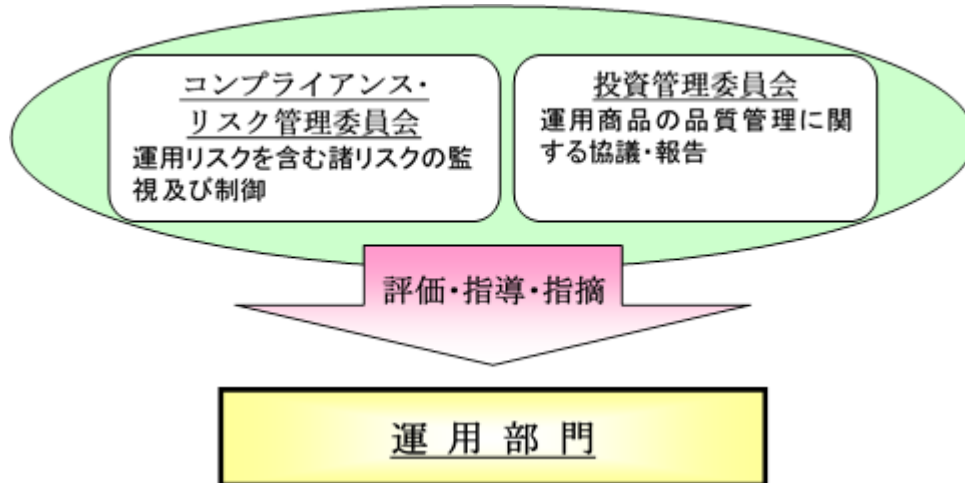 コンプライアンス・
リスク管理委員会
運用リスクを含む諸リスクの監
視及び制御
投資管理委員会
運用商品の品質管理に関
する協議・報告
評価・指導・指摘
運用部門